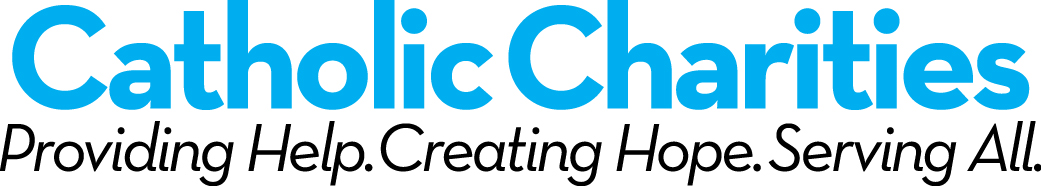 Catholic Charities
Providing Help. Creating Hope. Serving All.